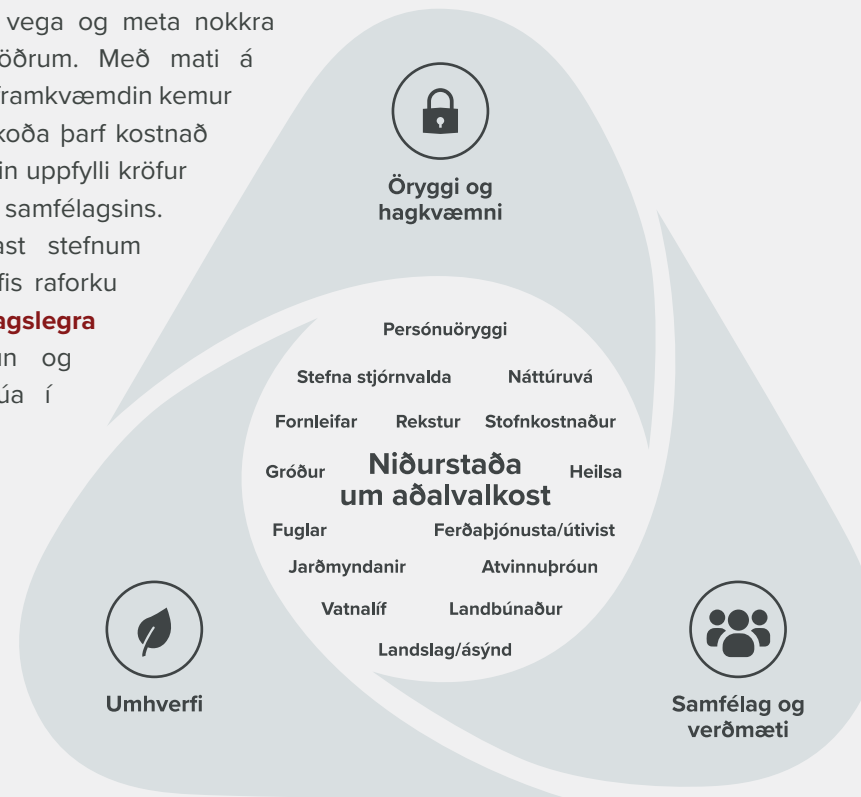 vega og meta nokkra
öðrum. Með mati á
framkvæmdin kemur
koða þarf kostnað
in uppfylli kröfur
samfélagsins.
ast stefnum
fis raforku
agslegra
un og
úa í
Öryggi og
hagkvæmni
Persónuöryggi
Stefna stjórnvalda Náttúruvá
Fornleifar Rekstur Stofnkostnaður
Gróður Niðurstaða Heilsa
um aðalvalkost
Fuglar Ferðaþjónusta/útivist
Jarðmyndanir Atvinnuþróun
Vatnalíf Landbúnaður
Landslag/ásýnd
Umhverfi
Samfélag og
verðmæti